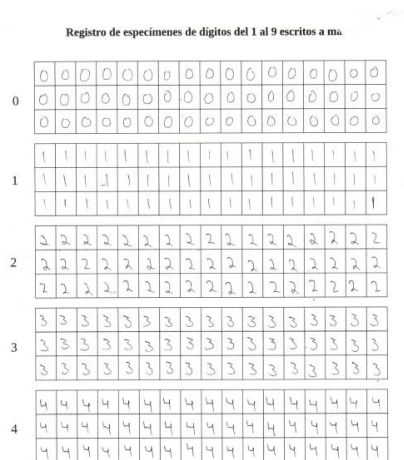 Registro de especímenes de dígitos del 1 al 9 escritos a ma
0 0 0 0 0 0 0 0 0 0 0 0 0 0 0 0 0
0 0 0 0 0 0 0 0 0 0 0 0 0 0 0 0 0 0
0 0 0 0 0 0 0 0 0 0 0 0 0 0 0 0 0
1 1 1 1 1 1 1 1 1 1 1 1 1 1 1 1 1
1 1 1 1 1 1 1 1 1 1 1 1 1 1 1 1 1 1
1 1 1 1 1 1 1 1 1 1 1 1 1 1 1 1 1
2 2 2 2 2 2 2 2 2 2 2 2 2 2 2 2 2
2 2 2 2 2 2 2 2 2 2 2 2 2 2 2 2 2 2
2 2 2 2 2 2 2 2 2 2 2 2 2 2 2 2 2
3 3 3 3 3 3 3 3 3 3 3 3 3 3 3 3 3
3 3 3 3 3 3 3 3 3 3 3 3 3 3 3 3 3 3
3 3 3 3 3 3 3 3 3 3 3 3 3 3 3 3 3
4 4 4 4 4 4 4 4 4 4 4 4 4 4 4 4 4
4 4 4 4 4 4 4 4 4 4 4 4 4 4 4 4 4 4
4 4 4 4 4 4 4 4 4 4 4 4 4 4 4 4 4